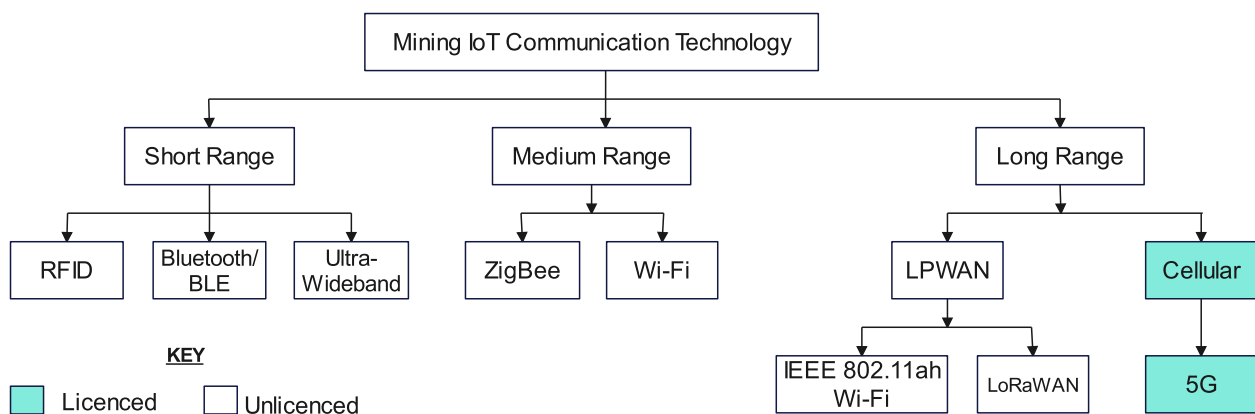 Mining IoT Communication Technology
Short Range
Medium Range
Long Range
RFID
Bluetooth/
BLE
Ultra-
Wideband
ZigBee
Wi-Fi
LPWAN
Cellular
IEEE 802.11ah
Wi-Fi
LoRaWAN
5G
KEY
Licenced
Unlicenced